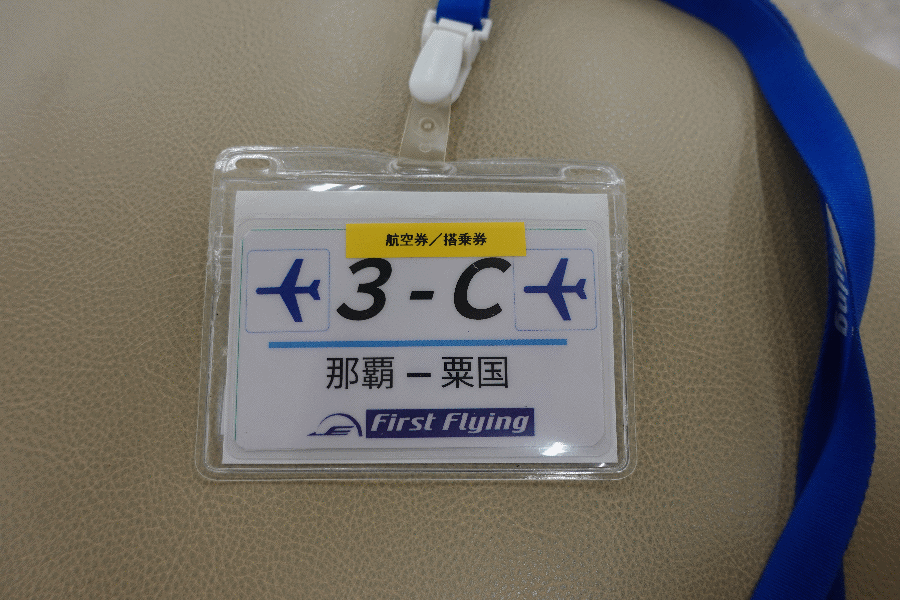 航空券／搭乗券
3-C
那覇ー粟国
First Flying